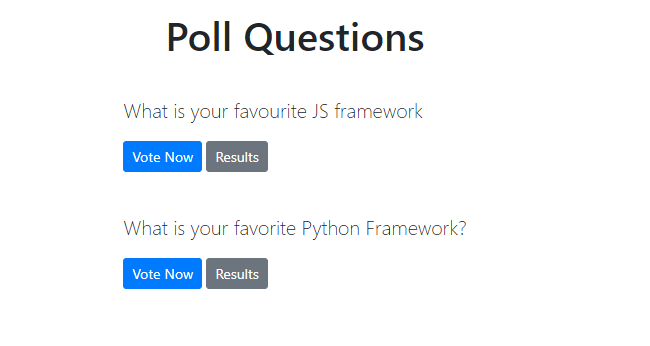 Poll Questions
What is your favourite JS framework
Vote Now Results
What is your favorite Python Framework?
Vote Now Results